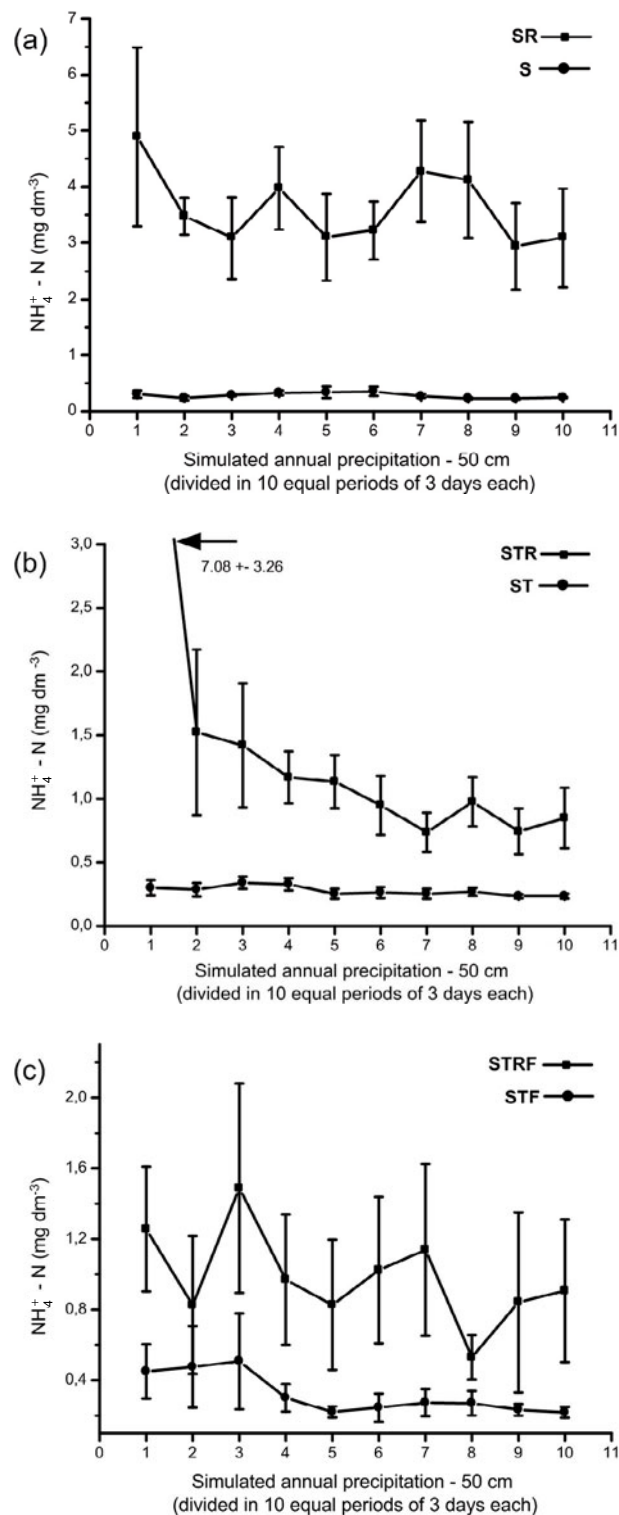 (a)
SR
S
7
6
5
4
3
2
1
0
NH₄⁺ - N (mg dm⁻³)
0 1 2 3 4 5 6 7 8 9 10 11
Simulated annual precipitation - 50 cm
(divided in 10 equal periods of 3 days each)
(b)
STR
ST
7.08 +- 3.26
3,0
2,5
2,0
1,5
1,0
0,5
0,0
NH₄⁺ - N (mg dm⁻³)
0 1 2 3 4 5 6 7 8 9 10 11
Simulated annual precipitation - 50 cm
(divided in 10 equal periods of 3 days each)
(c)
STRF
STF
2,0
1,6
1,2
0,8
0,4
NH₄⁺ - N (mg dm⁻³)
0 1 2 3 4 5 6 7 8 9 10 11
Simulated annual precipitation - 50 cm
(divided in 10 equal periods of 3 days each)